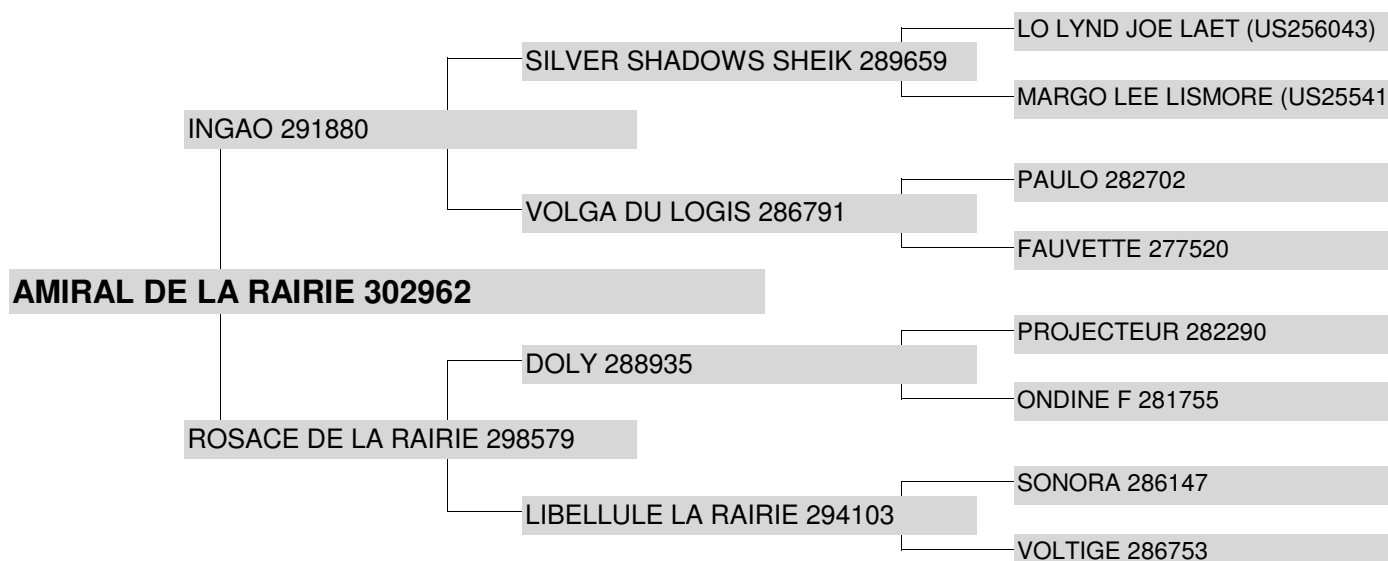 LO LYND JOE LAET (US256043)
SILVER SHADOWS SHEIK 289659
MARGO LEE LISMORE (US25541
INGAO 291880
PAULO 282702
VOLGA DU LOGIS 286791
FAUVETTE 277520
AMIRAL DE LA RAIRIE 302962
PROJECTEUR 282290
DOLY 288935
ONDINE F 281755
ROSACE DE LA RAIRIE 298579
SONORA 286147
LIBELLULE LA RAIRIE 294103
VOLTIGE 286753